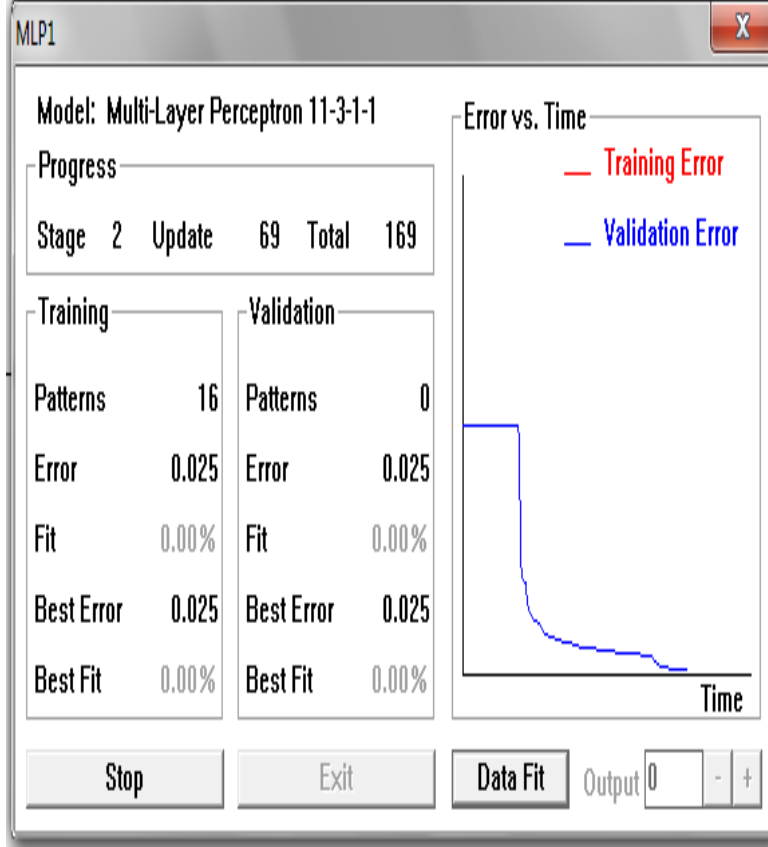 MLP1
X
Model: Multi-Layer Perceptron 11-3-1-1
Progress
Stage 2 Update 69 Total 169
Training
Patterns 16
Error 0.025
Fit 0.00%
Best Error 0.025
Best Fit 0.00%
Validation
Patterns 0
Error 0.025
Fit 0.00%
Best Error 0.025
Best Fit 0.00%
Error vs. Time
Training Error
Validation Error
Time
Stop
Exit
Data Fit
Output 0 - +